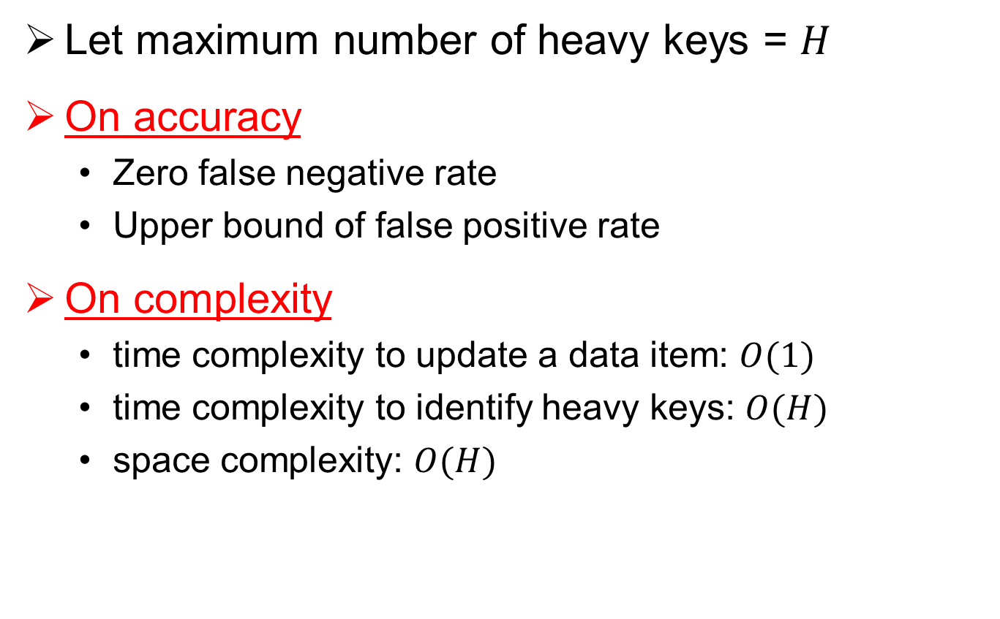 ➢ Let maximum number of heavy keys = H
➢ On accuracy
• Zero false negative rate
• Upper bound of false positive rate
➢ On complexity
• time complexity to update a data item: O(1)
• time complexity to identify heavy keys: O(H)
• space complexity: O(H)